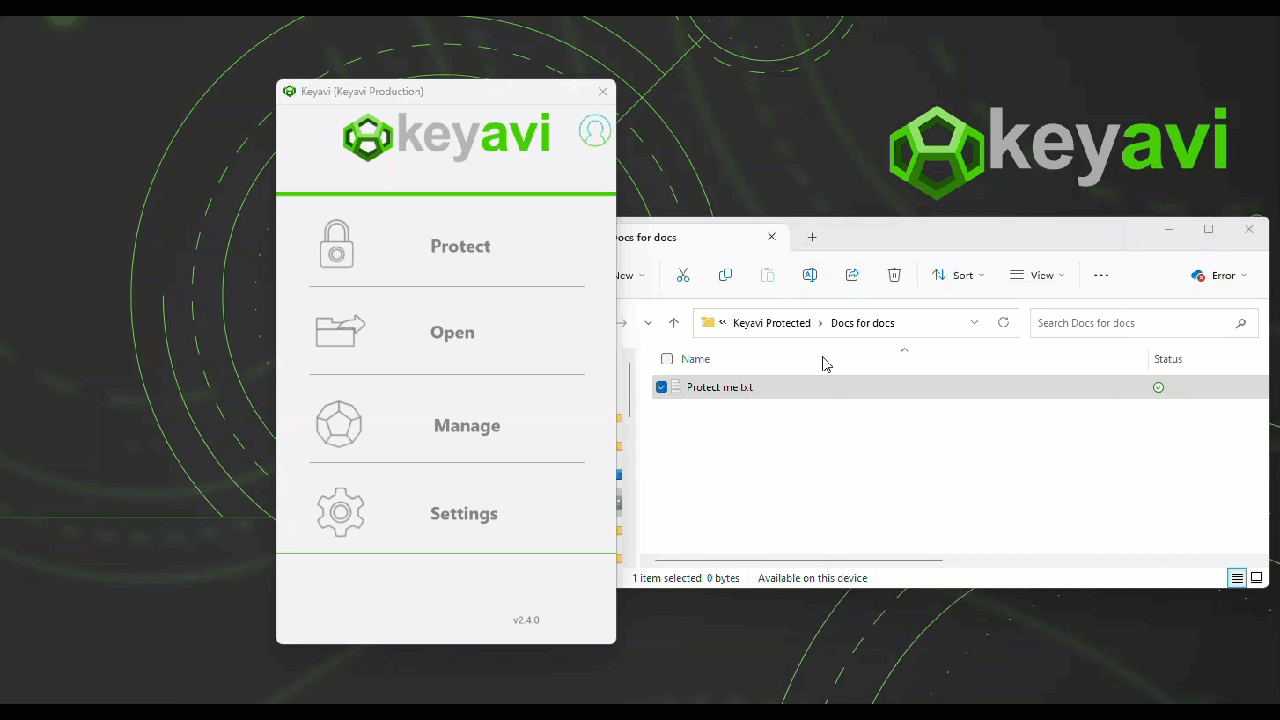 Keyavi (Keyavi Production)
keyavi
Protect
Open
Manage
Settings
v2.4.0
keyavi
Docs for docs
New
Sort
View
Error
Keyavi Protected › Docs for docs
Search Docs for docs
Name
Status
Protect me.txt
1 item selected 0 bytes
Available on this device